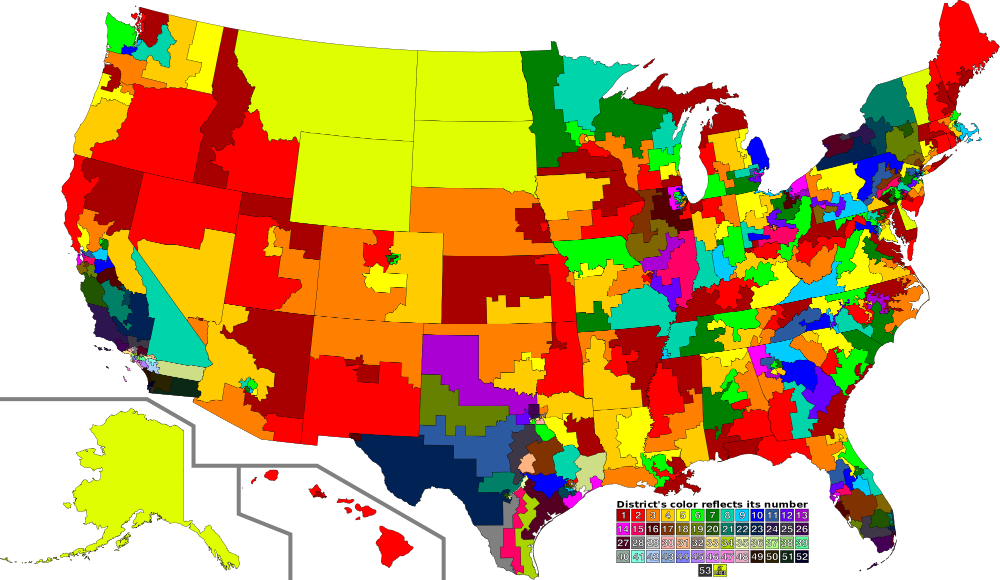 District's color reflects its number
1 2 3 4 5 6 7 8 9 10 11 12 13
14 15 16 17 18 19 20 21 22 23 24 25 26
27 28 29 30 31 32 33 34 35 36 37 38 39
40 41 42 43 44 45 46 47 48 49 50 51 52
53 AT
LARGE